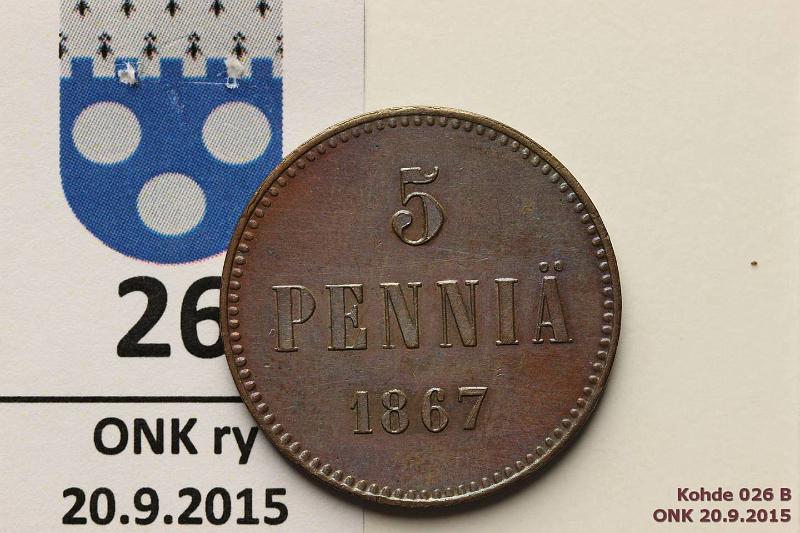 5
PENNIÄ
1867
26
ONK ry
20.9.2015
Kohde 026 B
ONK 20.9.2015